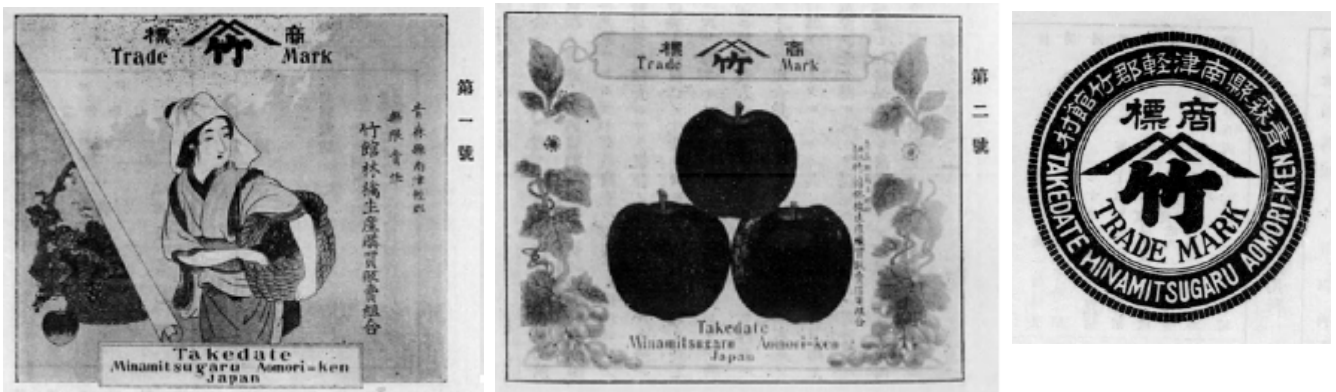 商標
竹
Trade Mark
第一號
青森縣南津輕郡
無限責任
竹館林檎生産購買販賣組合
Takedate
Minamitsugaru Aomori=ken
Japan
商標
竹
Trade Mark
第二號
Takedate
Minamitsugaru Aomori-ken
Japan
青森縣南津輕郡竹館村
商標
竹
TRADE MARK
TAKEDATE MINAMITSUGARU AOMORI-KEN